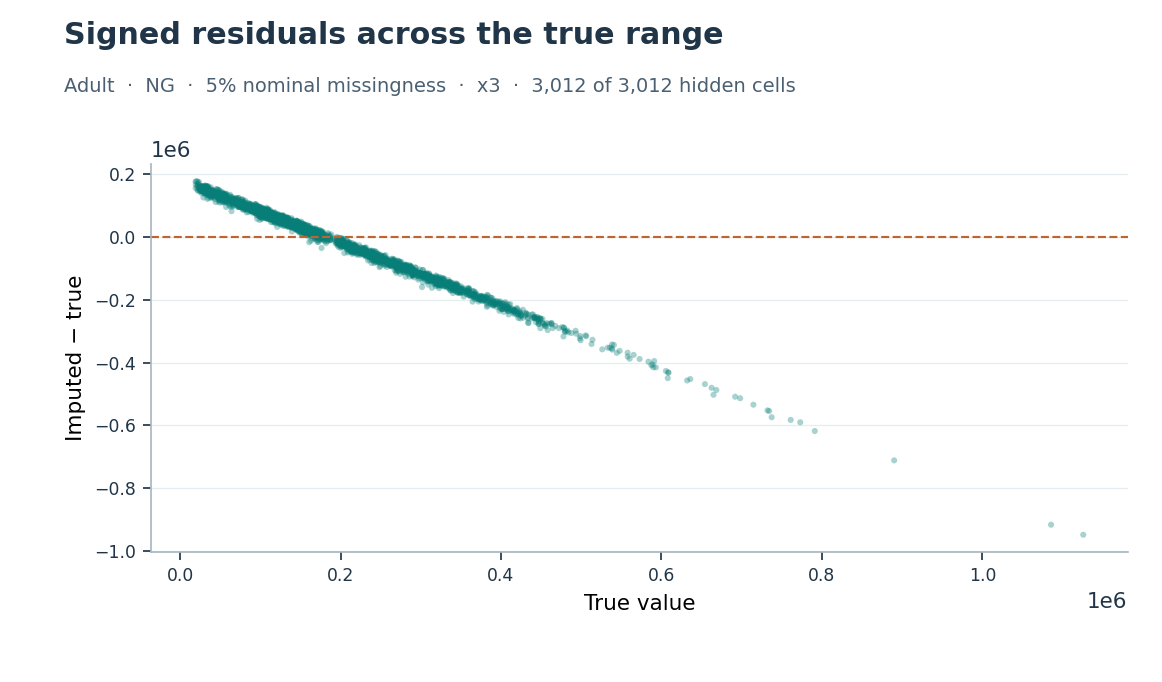 Signed residuals across the true range
Adult · NG · 5% nominal missingness · x3 · 3,012 of 3,012 hidden cells
1e6
0.2
0.0
−0.2
−0.4
−0.6
−0.8
−1.0
Imputed − true
0.0 0.2 0.4 0.6 0.8 1.0
True value
1e6